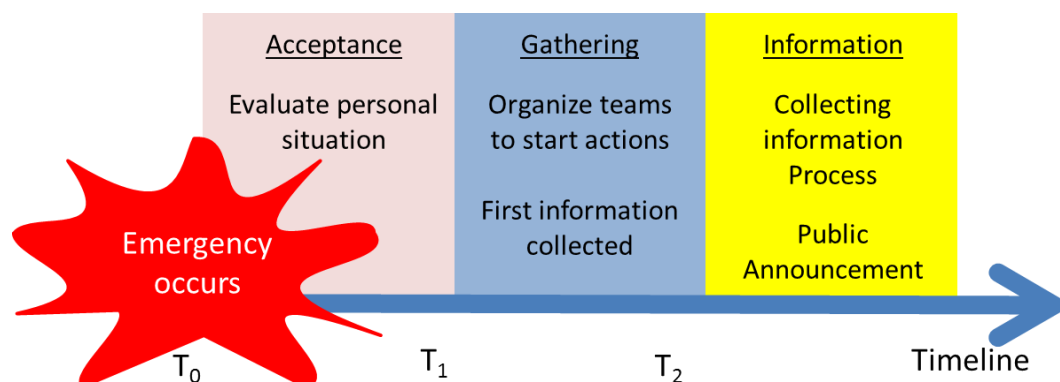 Acceptance
Evaluate personal
situation
Gathering
Organize teams
to start actions
First information
collected
Information
Collecting
information
Process
Public
Announcement
Emergency
occurs
T₀
T₁
T₂
Timeline